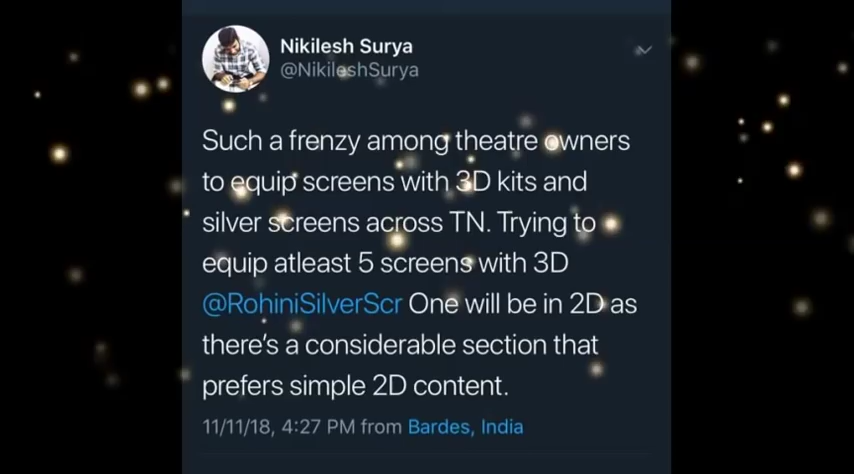 Nikilesh Surya
@NikileshSurya
Such a frenzy among theatre owners
to equip screens with 3D kits and
silver screens across TN. Trying to
equip atleast 5 screens with 3D
@RohiniSilverScr One will be in 2D as
there's a considerable section that
prefers simple 2D content.
11/11/18, 4:27 PM from Bardes, India